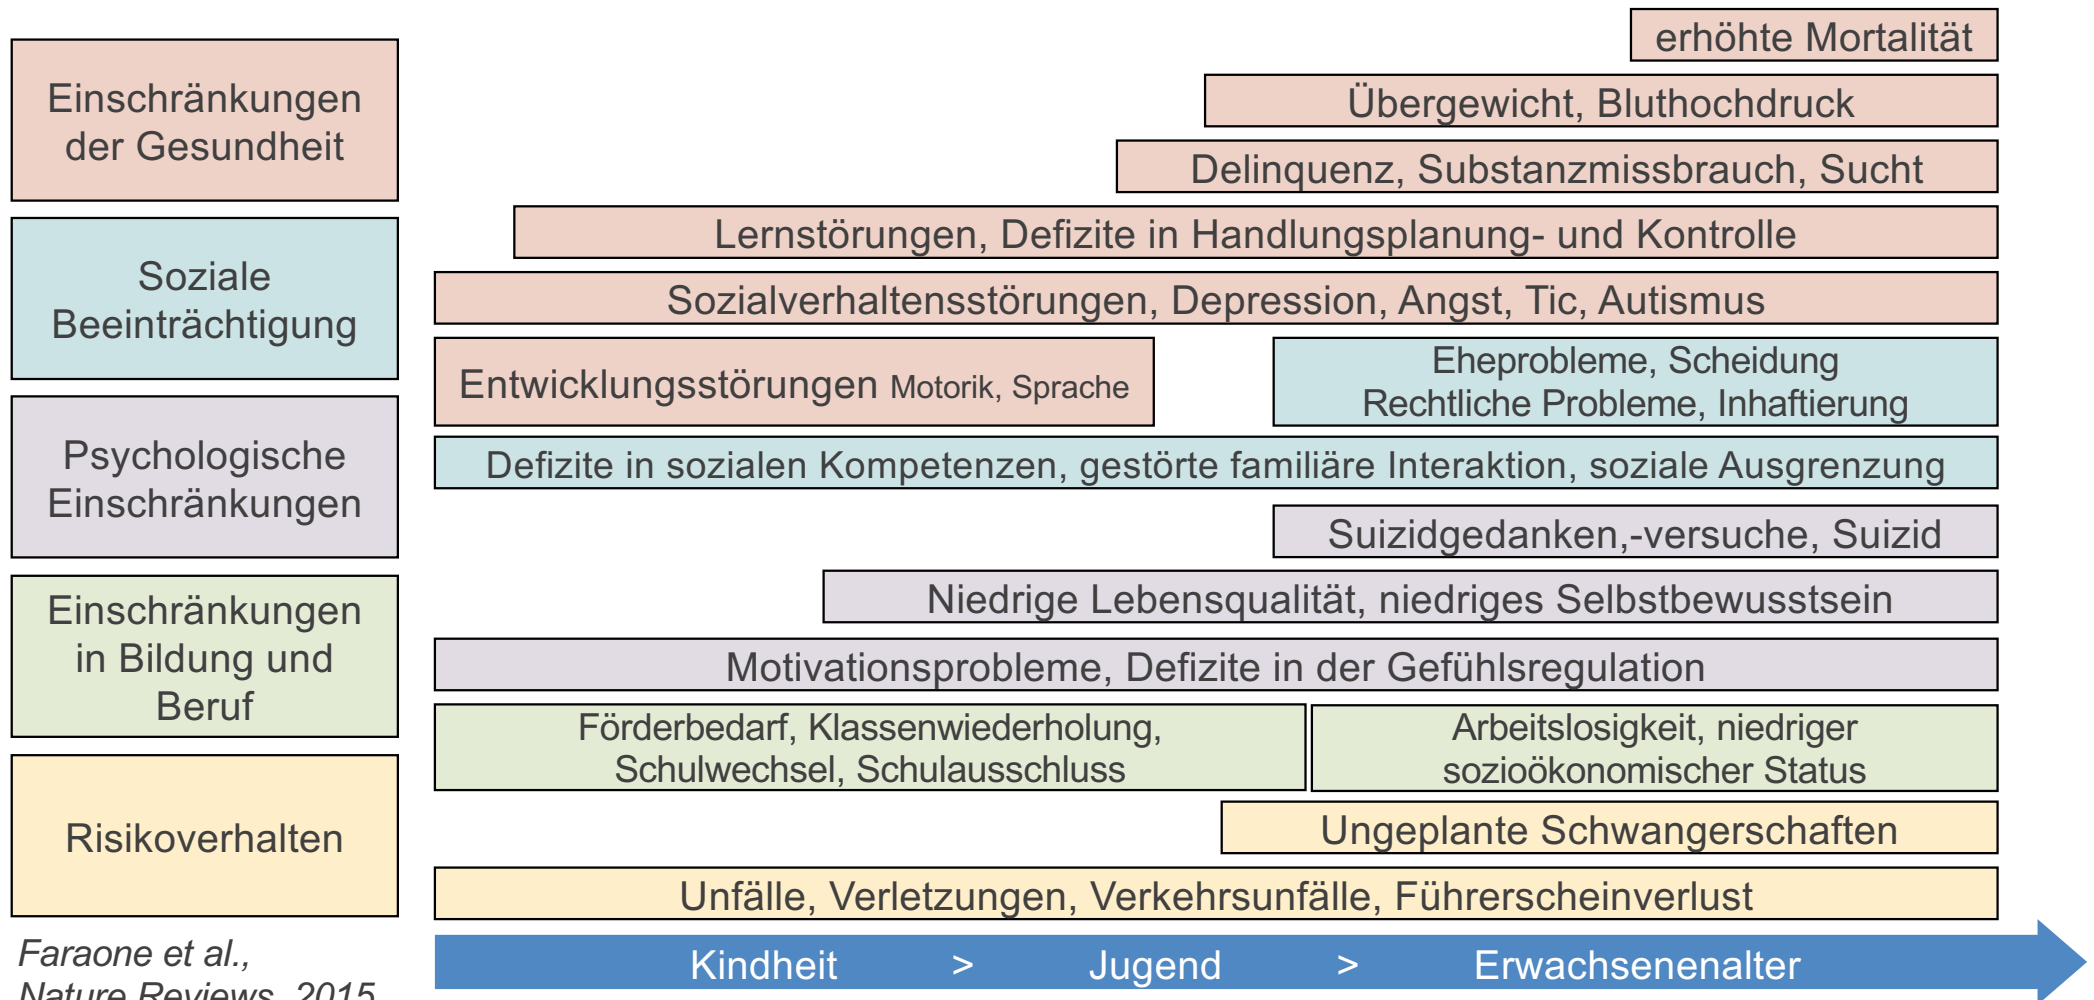 Einschränkungen
der Gesundheit
Soziale
Beeinträchtigung
Psychologische
Einschränkungen
Einschränkungen
in Bildung und
Beruf
Risikoverhalten
erhöhte Mortalität
Übergewicht, Bluthochdruck
Delinquenz, Substanzmissbrauch, Sucht
Lernstörungen, Defizite in Handlungsplanung- und Kontrolle
Sozialverhaltensstörungen, Depression, Angst, Tic, Autismus
Entwicklungsstörungen Motorik, Sprache
Eheprobleme, Scheidung
Rechtliche Probleme, Inhaftierung
Defizite in sozialen Kompetenzen, gestörte familiäre Interaktion, soziale Ausgrenzung
Suizidgedanken,-versuche, Suizid
Niedrige Lebensqualität, niedriges Selbstbewusstsein
Motivationsprobleme, Defizite in der Gefühlsregulation
Förderbedarf, Klassenwiederholung,
Schulwechsel, Schulausschluss
Arbeitslosigkeit, niedriger
sozioökonomischer Status
Ungeplante Schwangerschaften
Unfälle, Verletzungen, Verkehrsunfälle, Führerscheinverlust
Kindheit > Jugend > Erwachsenenalter
Faraone et al.,
Nature Reviews, 2015